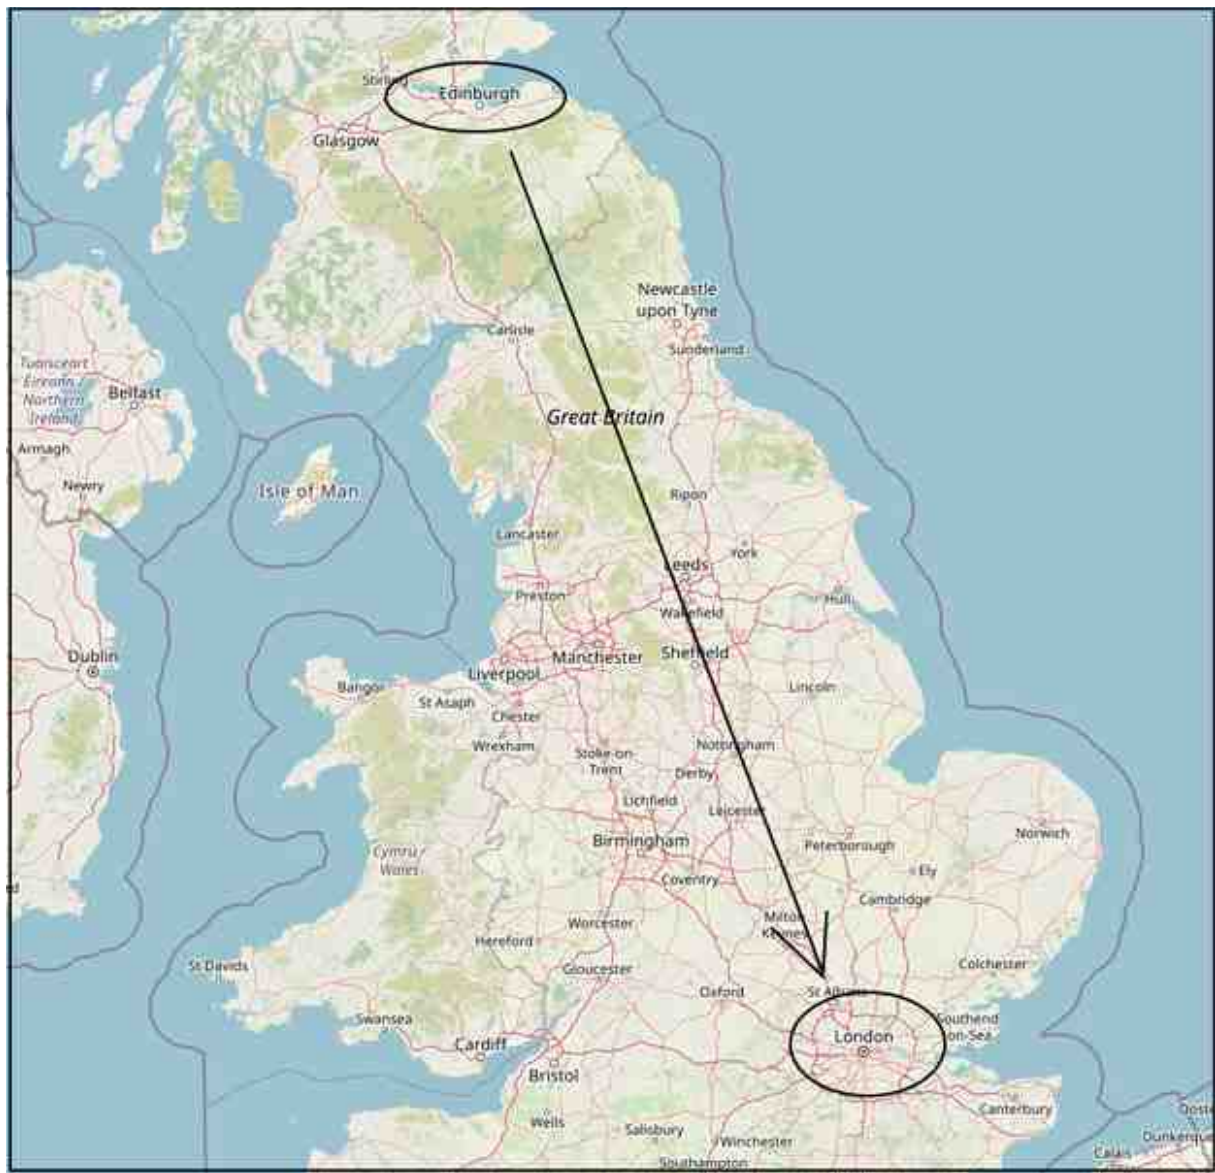 Stirling
Edinburgh
Glasgow
Newcastle
upon Tyne
Carlisle
Sunderland
Tuaisceart
Éireann /
Northern
Ireland
Belfast
Great Britain
Armagh
Newry
Isle of Man
Ripon
Lancaster
York
Leeds
Preston
Hull
Wakefield
Dublin
Manchester
Sheffield
Liverpool
Bangor
St Asaph
Lincoln
Chester
Wrexham
Nottingham
Stoke-on-
Trent
Derby
Lichfield
Leicester
Birmingham
Peterborough
Norwich
Cymru /
Wales
Coventry
Ely
Cambridge
Worcester
Milton
Keynes
Hereford
St Davids
Gloucester
Colchester
Oxford
St Albans
Swansea
Southend
-on-Sea
London
Cardiff
Bristol
Canterbury
Wells
Salisbury
Winchester
Southampton
Dunkerque
Calais